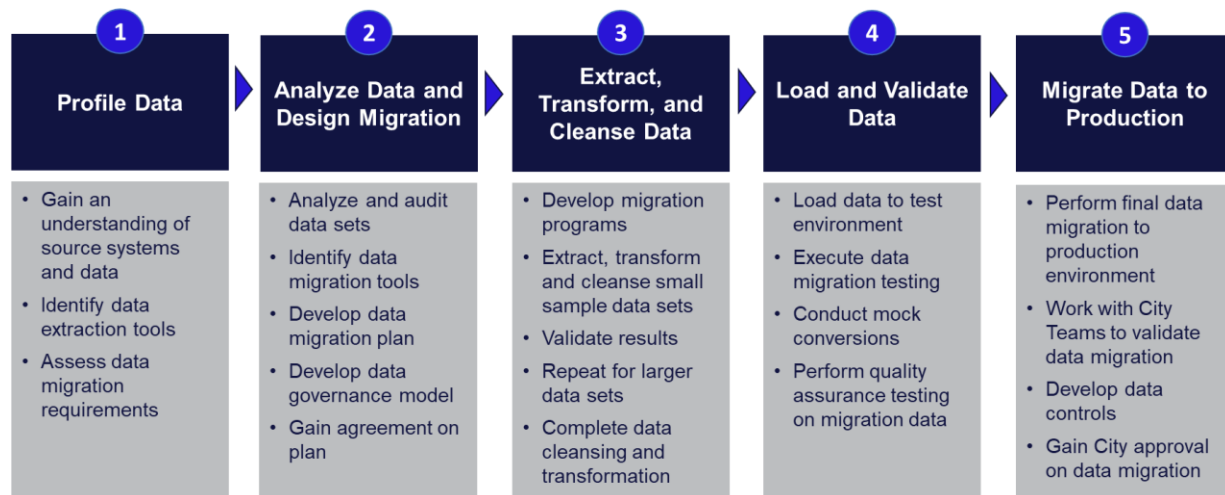 1
Profile Data
• Gain an
understanding of
source systems
and data
• Identify data
extraction tools
• Assess data
migration
requirements
2
Analyze Data and
Design Migration
• Analyze and audit
data sets
• Identify data
migration tools
• Develop data
migration plan
• Develop data
governance model
• Gain agreement on
plan
3
Extract,
Transform, and
Cleanse Data
• Develop migration
programs
• Extract, transform
and cleanse small
sample data sets
• Validate results
• Repeat for larger
data sets
• Complete data
cleansing and
transformation
4
Load and Validate
Data
• Load data to test
environment
• Execute data
migration testing
• Conduct mock
conversions
• Perform quality
assurance testing
on migration data
5
Migrate Data to
Production
• Perform final data
migration to
production
environment
• Work with City
Teams to validate
data migration
• Develop data
controls
• Gain City approval
on data migration